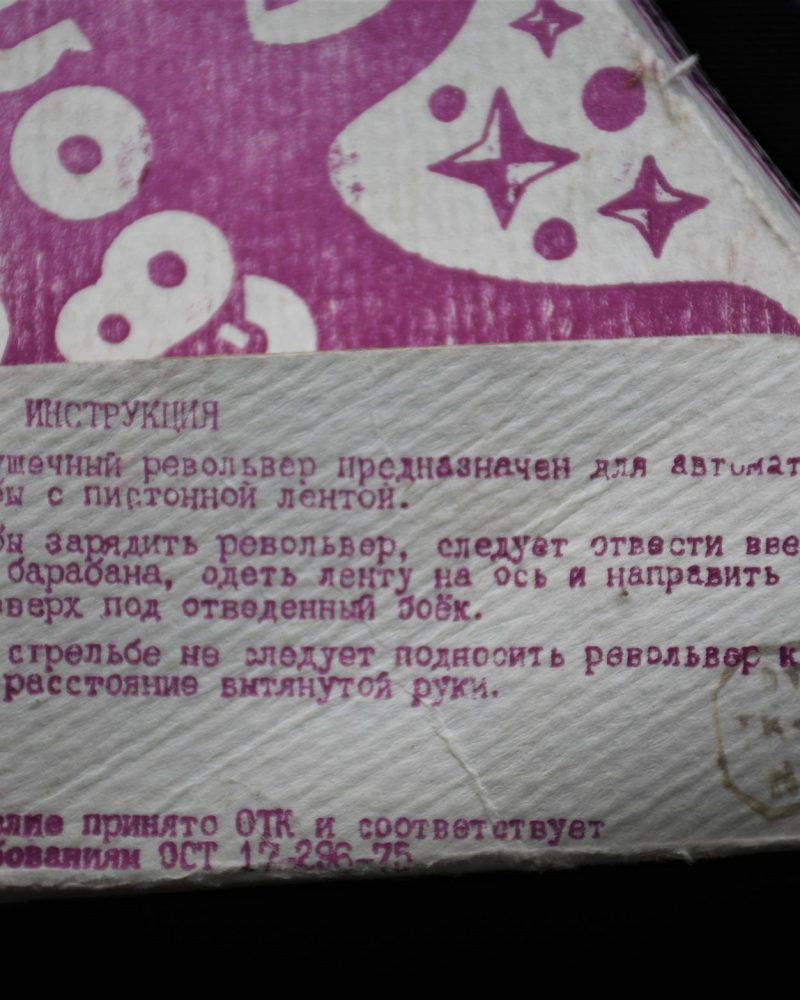 ИНСТРУКЦИЯ
ушечный револьвер предназначен для автомат
бы с пистонной лентой.
бы зарядить револьвер, следует отвести вве
барабана, одеть ленту на ось и направить
оверх под отведенный боёк.
стрельбе не следует подносить револьвер к
расстояние вытянутой руки.
елие принято ОТК и соответствует
бованиям ОСТ 17-296-75